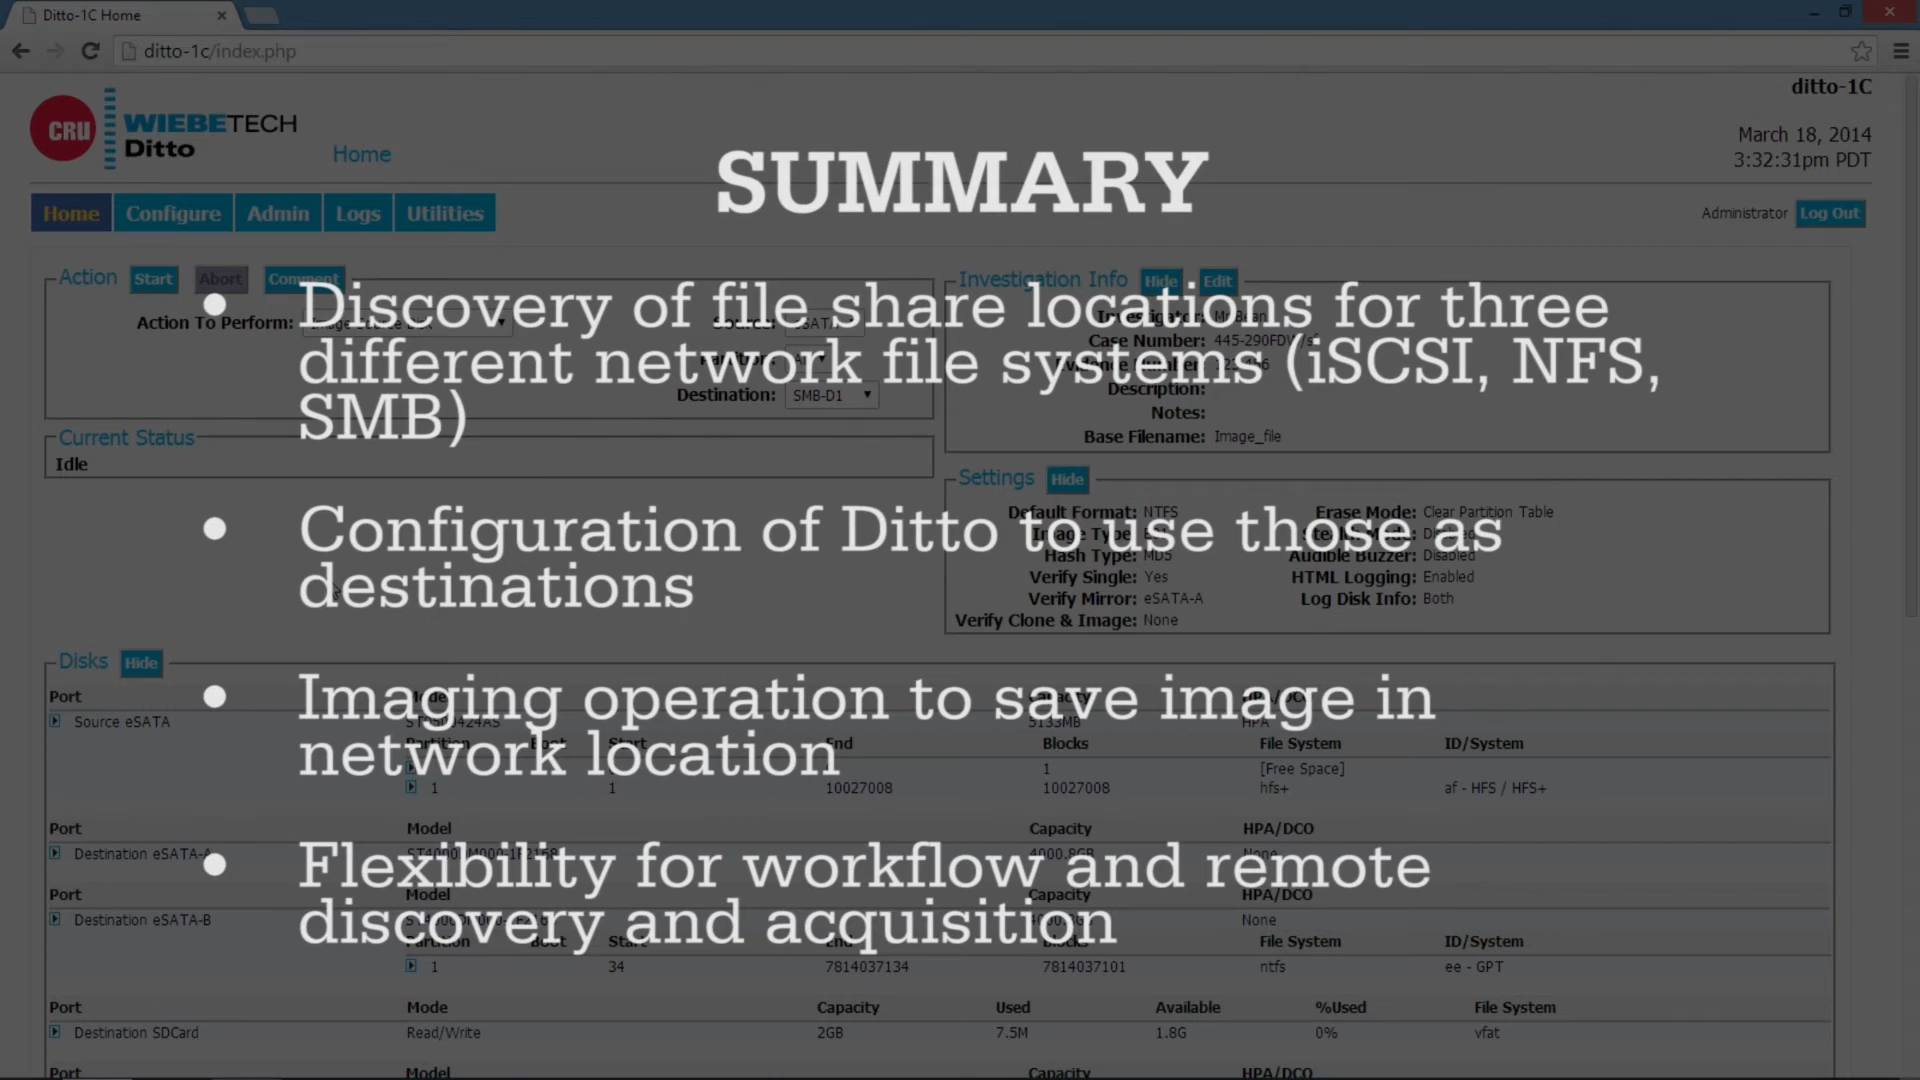 Ditto-1C Home
ditto-1c/index.php
ditto-1C
CRU WIEBETECH
Ditto
Home
March 18, 2014
3:32:31pm PDT
SUMMARY
Home Configure Admin Logs Utilities
Administrator Log Out
Action Start Abort Comment
Investigation Info Hide Edit
• Discovery of file share locations for three
different network file systems (iSCSI, NFS,
SMB)
Action To Perform:
Case Number:
Destination: SMB-D1
Description:
Notes:
Base Filename: Image_file
Current Status
Idle
Settings Hide
• Configuration of Ditto to use those as
destinations
Default Format: NTFS
Erase Mode: Clear Partition Table
Hash Type: MD5
Audible Buzzer: Disabled
Verify Single: Yes
HTML Logging: Enabled
Verify Mirror: eSATA-A
Log Disk Info: Both
Verify Clone & Image: None
Disks Hide
• Imaging operation to save image in
network location
Port
Source eSATA
5133MB HPA
End Blocks File System ID/System
1 [Free Space]
1 1 10027008 10027008 hfs+ af - HFS / HFS+
Port Model Capacity HPA/DCO
• Flexibility for workflow and remote
discovery and acquisition
Destination eSATA-A
4000.8GB None
Port Model Capacity HPA/DCO
Destination eSATA-B
None
File System ID/System
1 34 7814037134 7814037101 ntfs ee - GPT
Port Mode Capacity Used Available %Used File System
Destination SDCard Read/Write 2GB 7.5M 1.8G 0% vfat
Port Model Capacity HPA/DCO